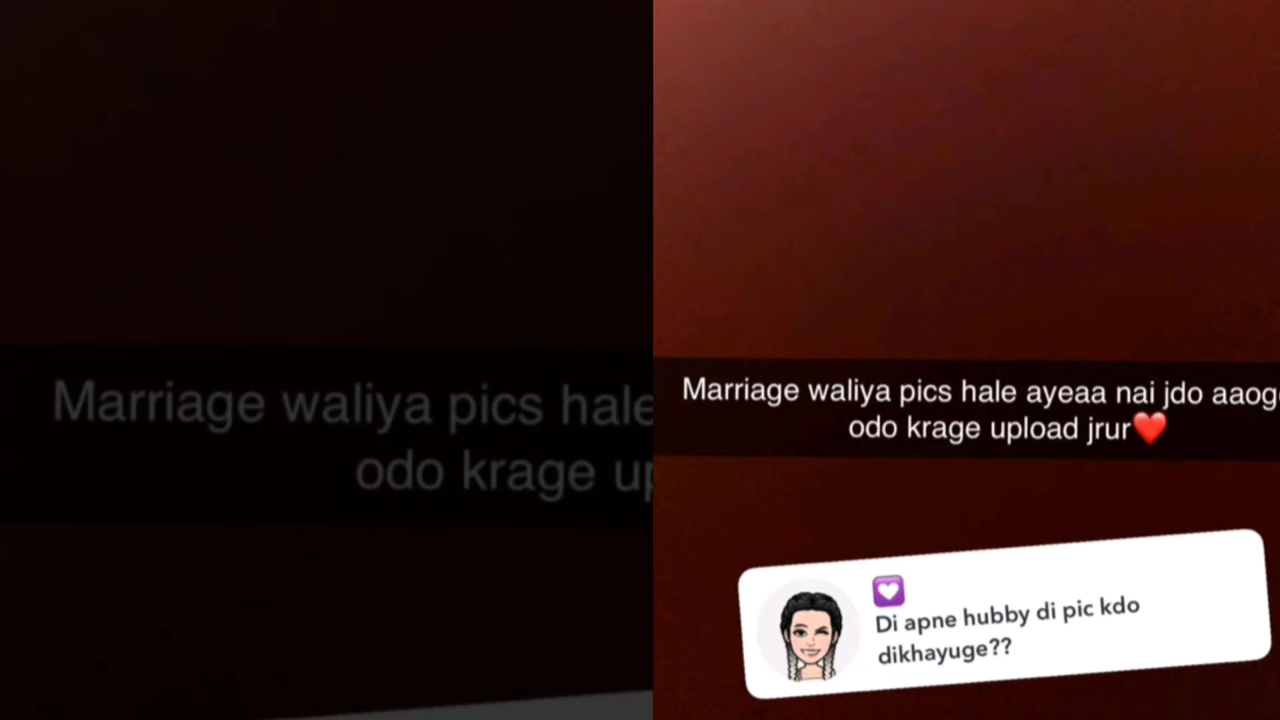 Marriage waliya pics hale
odo krage up
Marriage waliya pics hale ayeaa nai jdo aaog
odo krage upload jrur❤️
💟
Di apne hubby di pic kdo
dikhayuge??